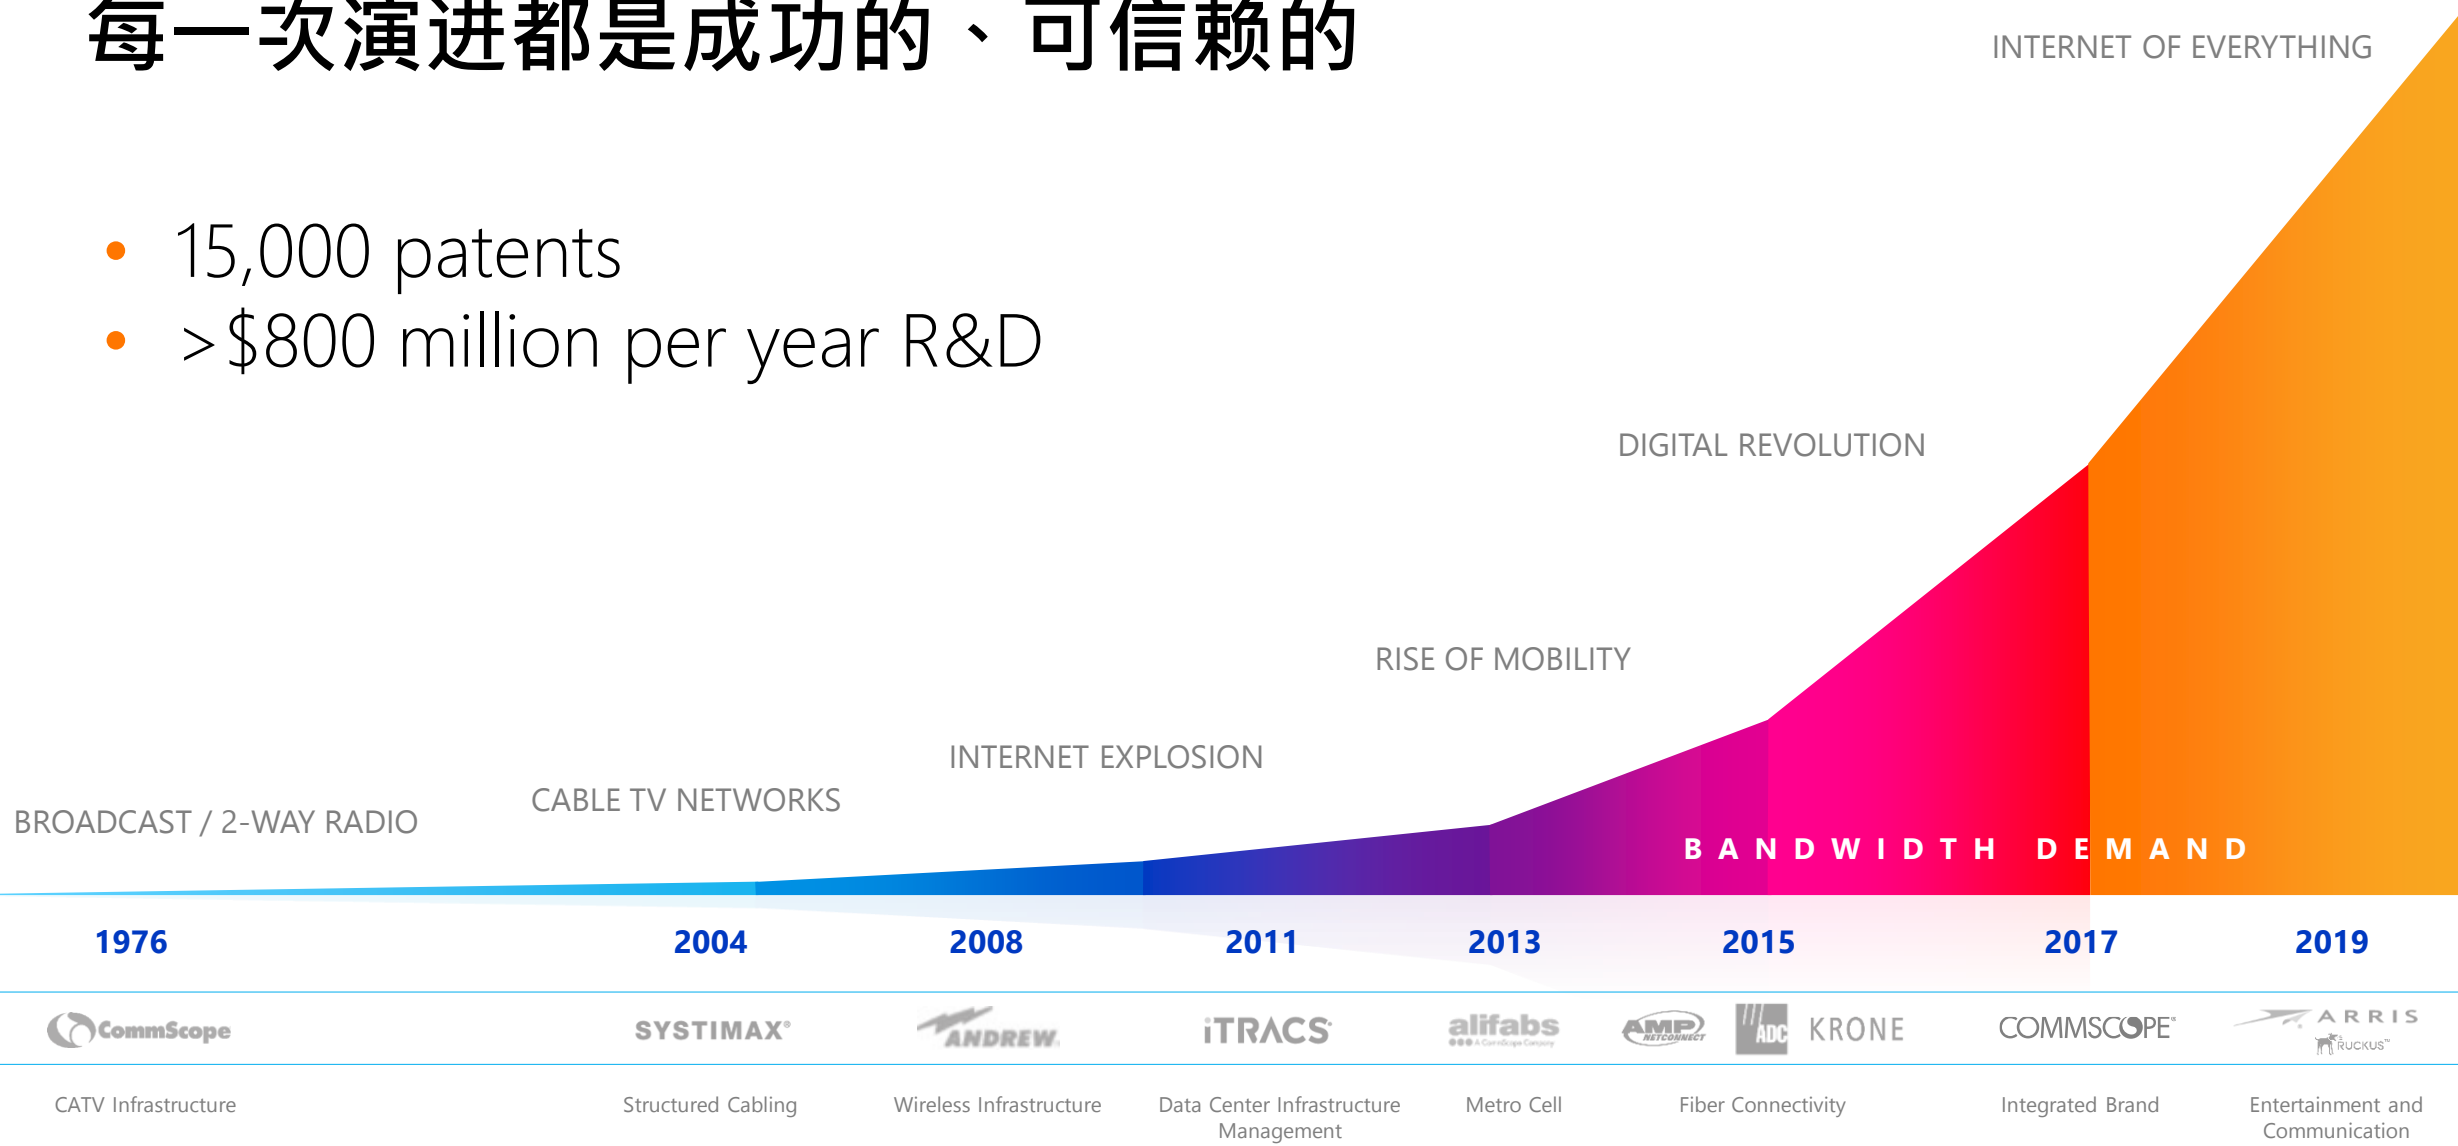 每一次演进都是成功的、可信赖的
INTERNET OF EVERYTHING
• 15,000 patents
• >$800 million per year R&D
DIGITAL REVOLUTION
RISE OF MOBILITY
INTERNET EXPLOSION
CABLE TV NETWORKS
BROADCAST / 2-WAY RADIO
BANDWIDTH DEMAND
1976 2004 2008 2011 2013 2015 2017 2019
CommScope SYSTIMAX® ANDREW. iTRACS alifabs AMP NETCONNECT ADC KRONE COMMSCOPE® ARRIS
A CommScope Company
RUCKUS™
CATV Infrastructure Structured Cabling Wireless Infrastructure Data Center Infrastructure Metro Cell Fiber Connectivity Integrated Brand Entertainment and
Management Communication